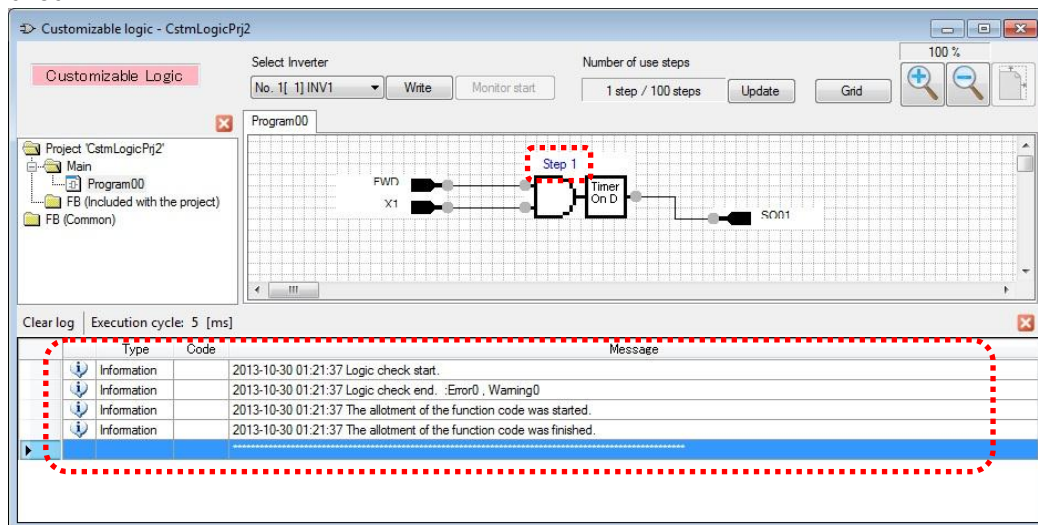 Customizable logic - CstmLogicPrj2
Customizable Logic
Select Inverter
No. 1[ 1] INV1
Write
Monitor start
Number of use steps
1 step / 100 steps
Update
Grid
100 %
Project 'CstmLogicPrj2'
Main
Program00
FB (Included with the project)
FB (Common)
Program00
Step 1
FWD
X1
Timer
On D
SO01
Clear log
Execution cycle: 5 [ms]
Type Code Message
Information 2013-10-30 01:21:37 Logic check start.
Information 2013-10-30 01:21:37 Logic check end. :Error0 , Warning0
Information 2013-10-30 01:21:37 The allotment of the function code was started.
Information 2013-10-30 01:21:37 The allotment of the function code was finished.